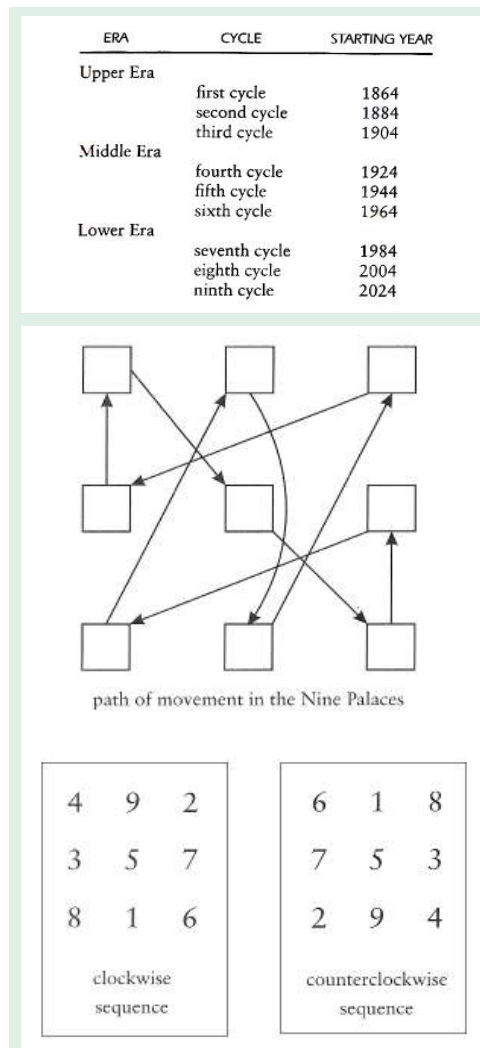 ERA CYCLE STARTING YEAR
Upper Era
first cycle 1864
second cycle 1884
third cycle 1904
Middle Era
fourth cycle 1924
fifth cycle 1944
sixth cycle 1964
Lower Era
seventh cycle 1984
eighth cycle 2004
ninth cycle 2024
path of movement in the Nine Palaces
4 9 2
3 5 7
8 1 6
clockwise
sequence
6 1 8
7 5 3
2 9 4
counterclockwise
sequence